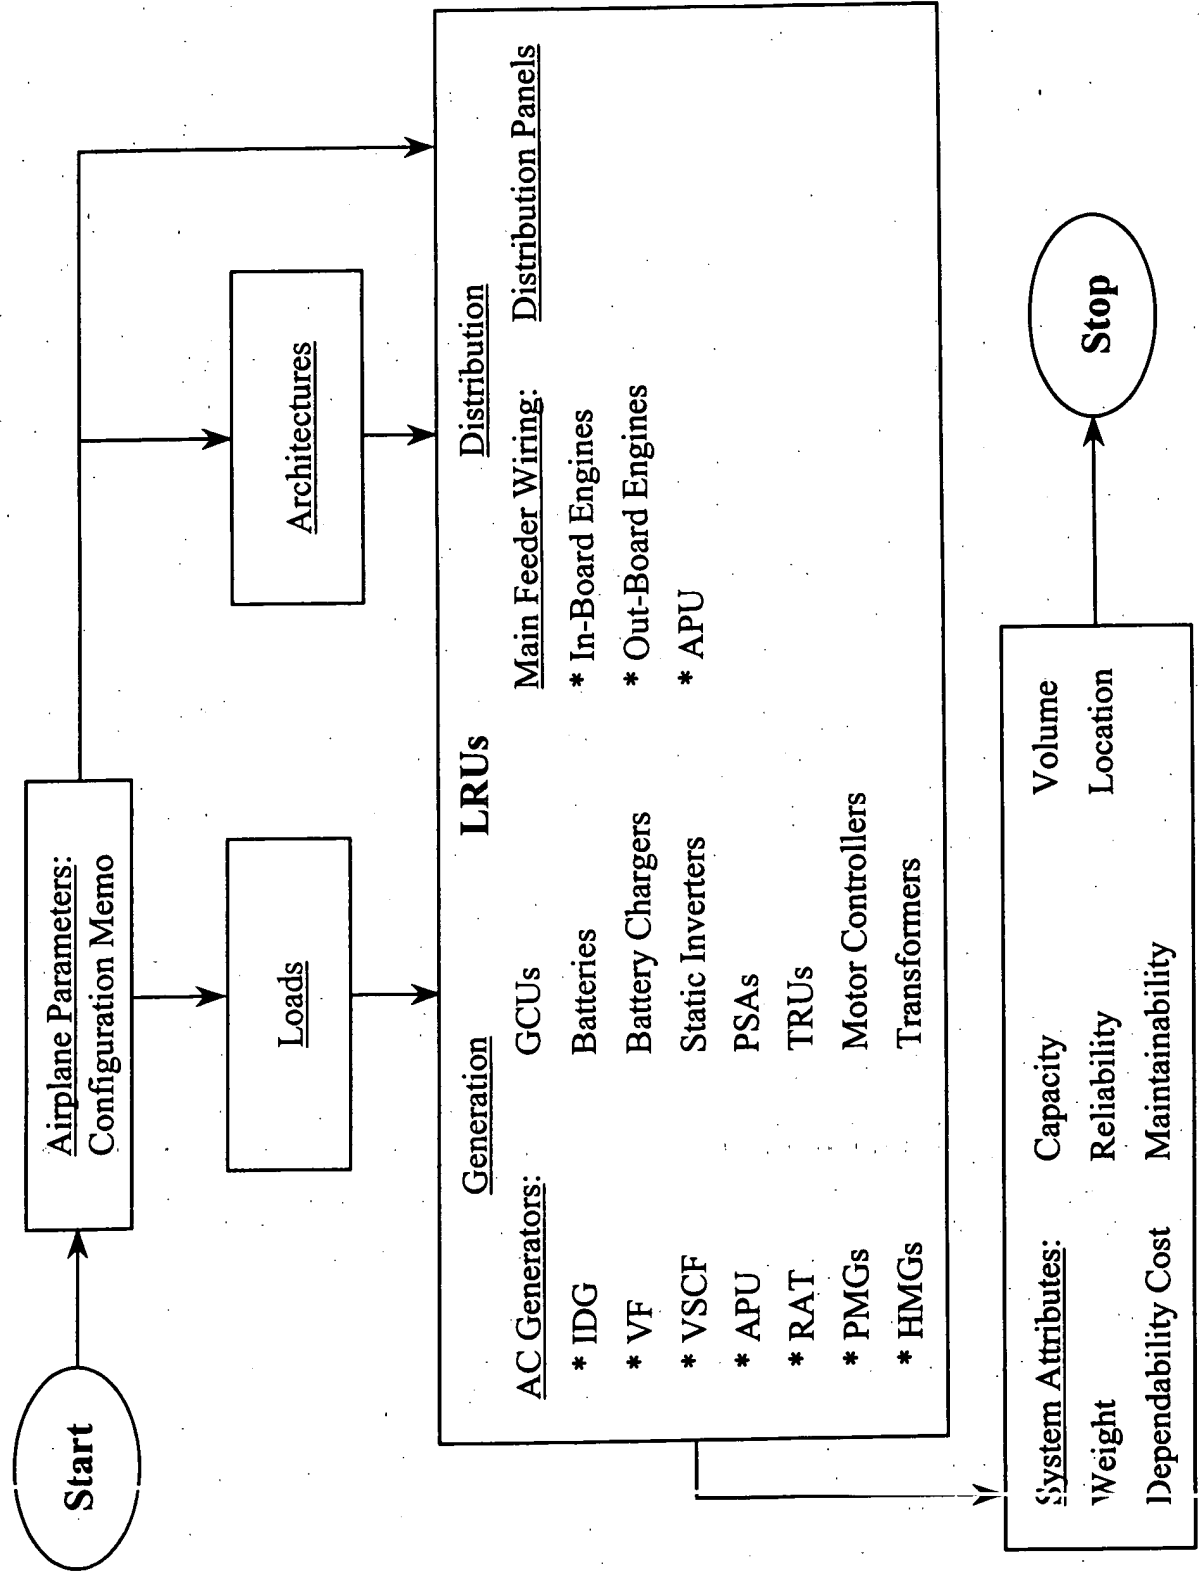 Start
Airplane Parameters:
Configuration Memo
Loads
Architectures
LRUs
Generation
AC Generators:
* IDG
* VF
* VSCF
* APU
* RAT
* PMGs
* HMGs
GCUs
Batteries
Battery Chargers
Static Inverters
PSAs
TRUs
Motor Controllers
Transformers
Distribution
Main Feeder Wiring:
* In-Board Engines
* Out-Board Engines
* APU
Distribution Panels
System Attributes:
Weight
Dependability Cost
Capacity
Reliability
Maintainability
Volume
Location
Stop